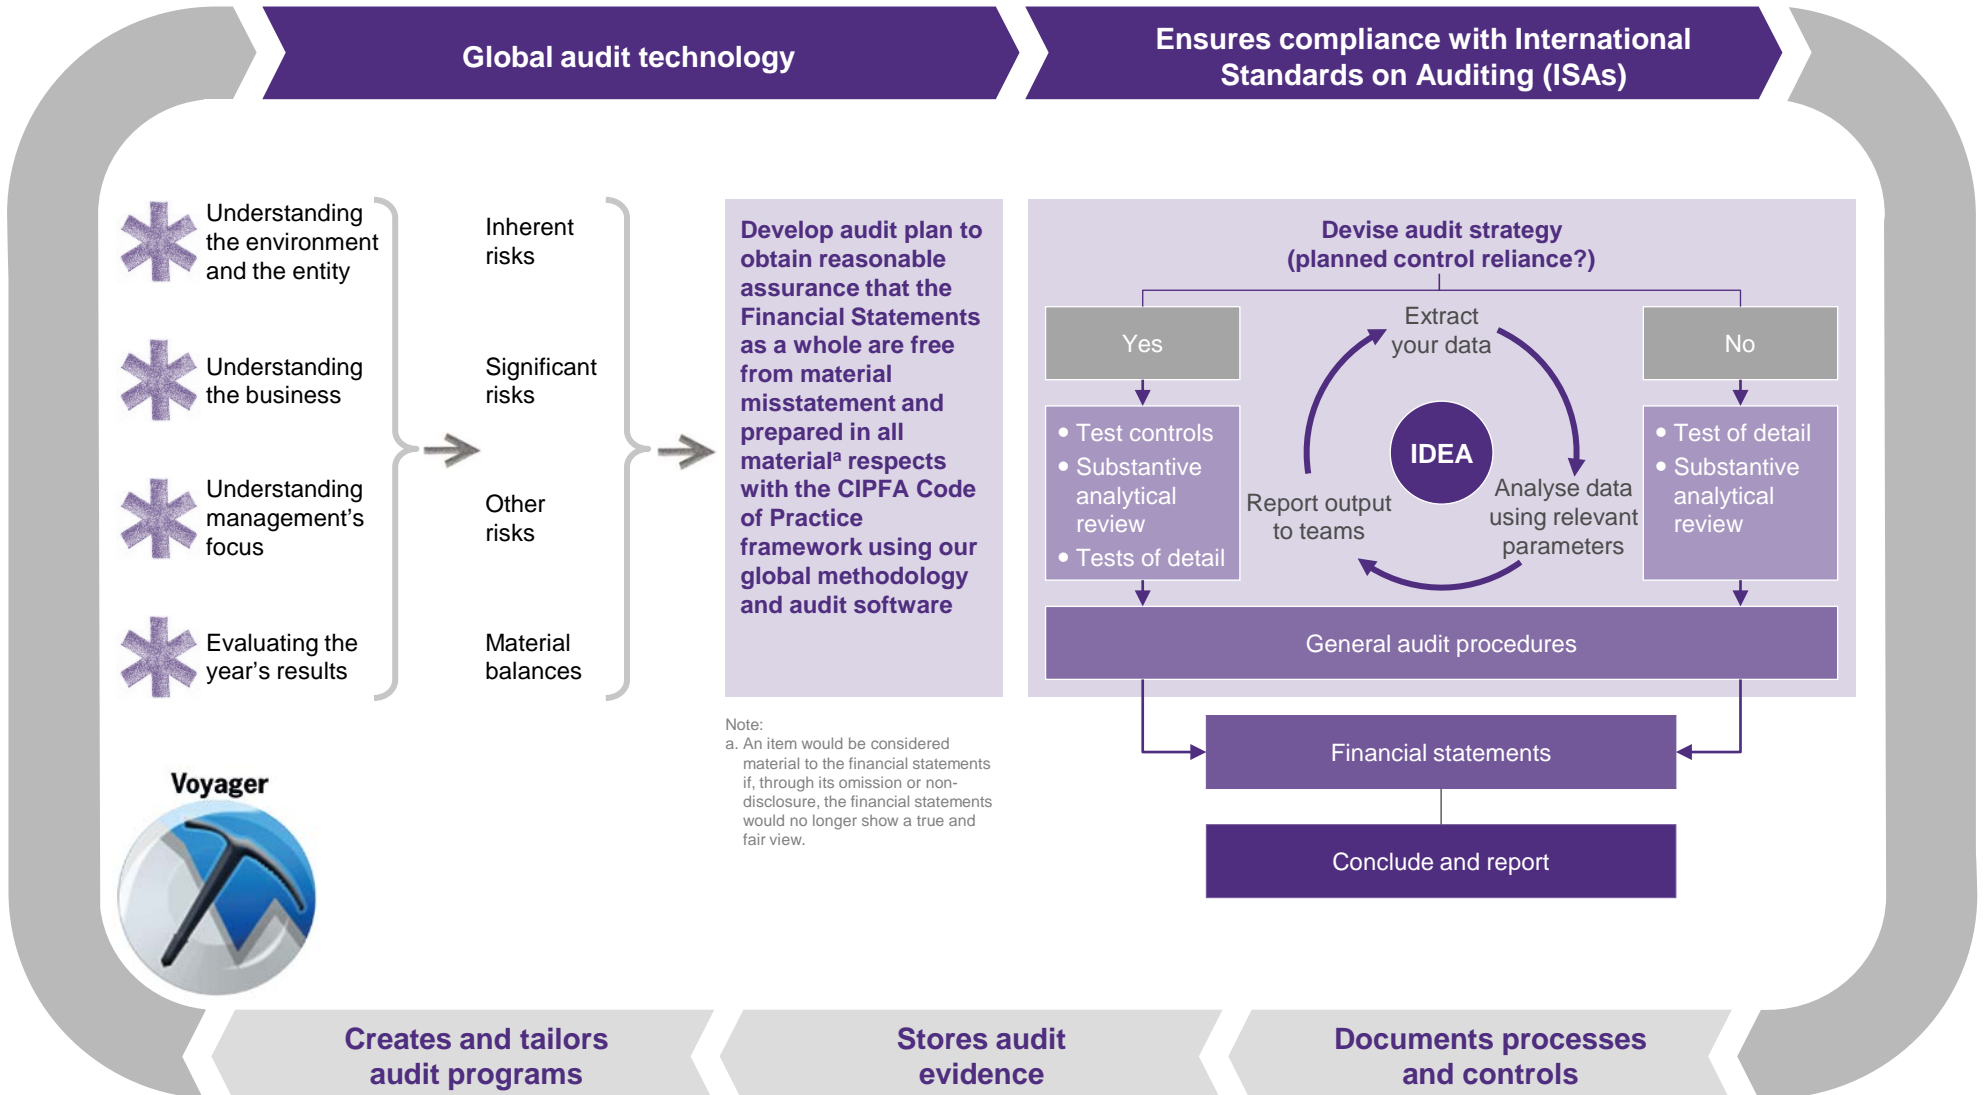 Global audit technology
Ensures compliance with International
Standards on Auditing (ISAs)
Understanding
the environment
and the entity
Understanding
the business
Understanding
management’s
focus
Evaluating the
year’s results
Inherent
risks
Significant
risks
Other
risks
Material
balances
Develop audit plan to
obtain reasonable
assurance that the
Financial Statements
as a whole are free
from material
misstatement and
prepared in all
materialᵃ respects
with the CIPFA Code
of Practice
framework using our
global methodology
and audit software
Note:
a. An item would be considered
material to the financial statements
if, through its omission or non-
disclosure, the financial statements
would no longer show a true and
fair view.
Devise audit strategy
(planned control reliance?)
Yes
• Test controls
• Substantive
analytical
review
• Tests of detail
Extract
your data
IDEA
Analyse data
using relevant
parameters
Report output
to teams
No
• Test of detail
• Substantive
analytical
review
General audit procedures
Financial statements
Conclude and report
Voyager
Creates and tailors
audit programs
Stores audit
evidence
Documents processes
and controls